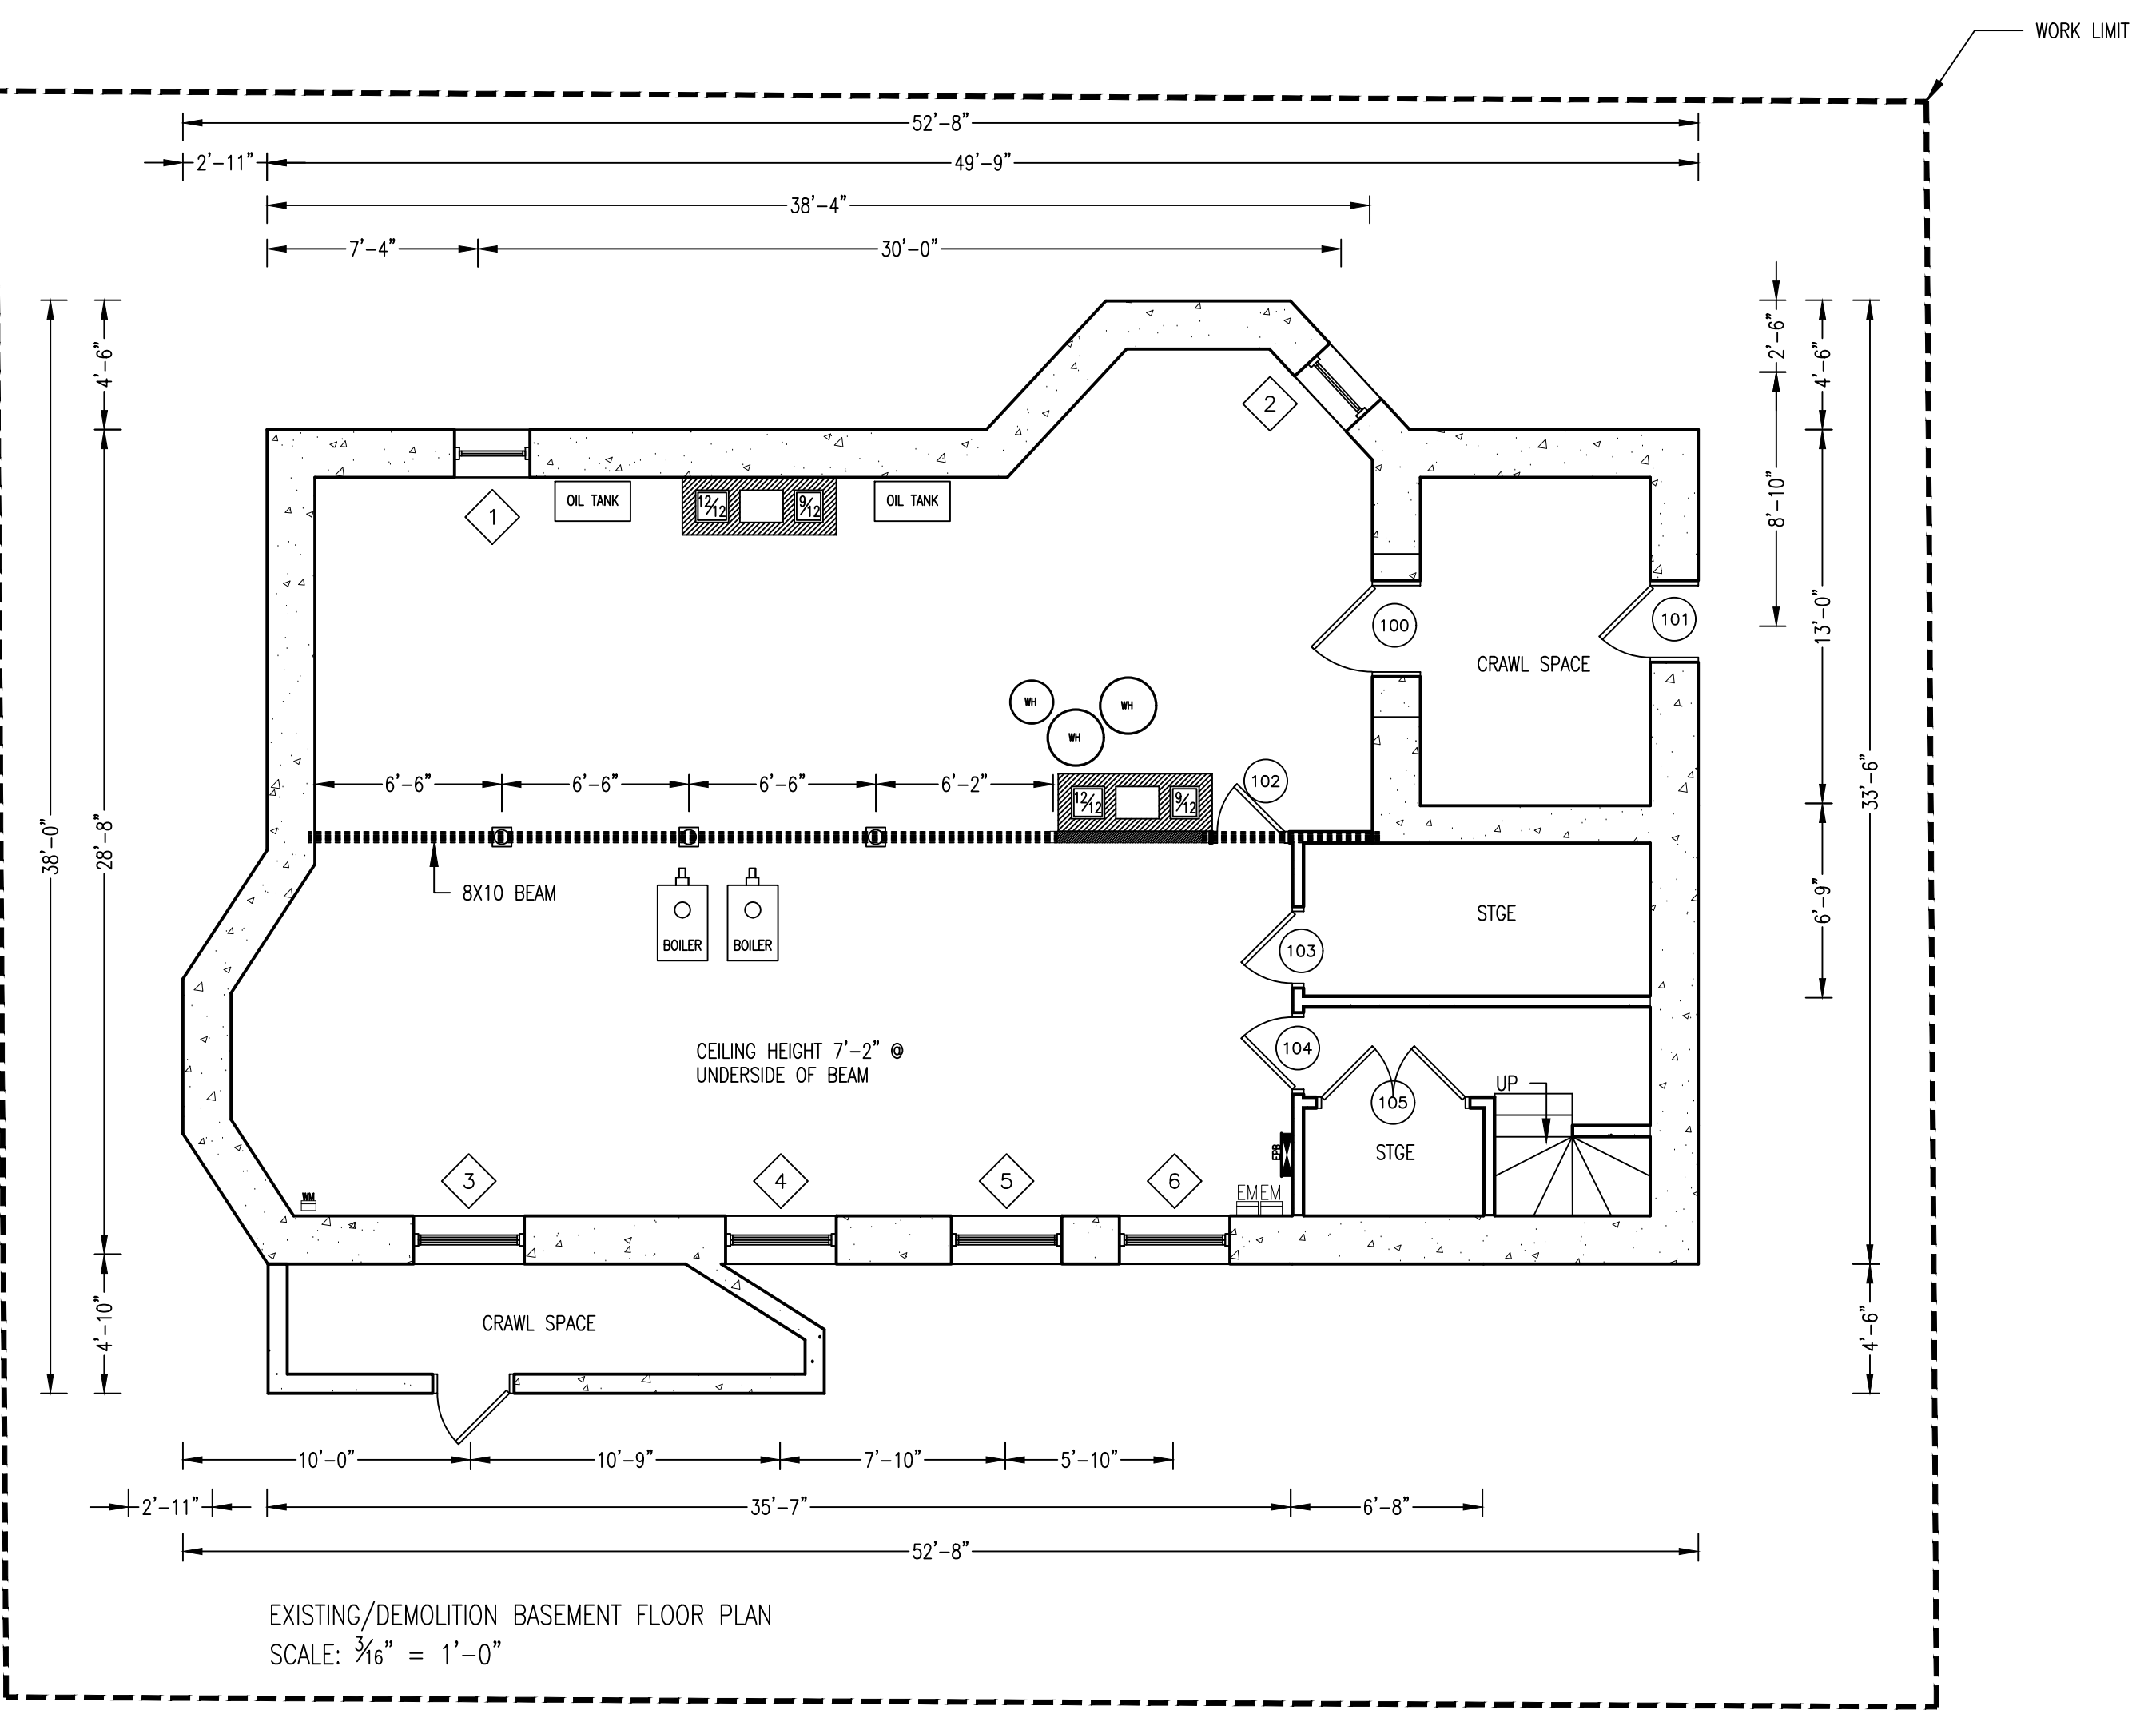 WORK LIMIT
52'-8"
2'-11"
49'-9"
38'-4"
7'-4"
30'-0"
4'-6"
2'-6"
4'-6"
2
8'-10"
1
OIL TANK
12/12
9/12
OIL TANK
100
101
13'-0"
CRAWL SPACE
WH
WH
WH
6'-6"
6'-6"
6'-6"
6'-2"
102
12/12
9/12
33'-6"
38'-0"
28'-8"
8X10 BEAM
6'-9"
STGE
BOILER
BOILER
103
CEILING HEIGHT 7'-2" @
UNDERSIDE OF BEAM
104
UP
105
STGE
EPB
3
4
5
6
WM
EM
EM
CRAWL SPACE
4'-10"
4'-6"
10'-0"
10'-9"
7'-10"
5'-10"
2'-11"
35'-7"
6'-8"
52'-8"
EXISTING/DEMOLITION BASEMENT FLOOR PLAN
SCALE: 3/16" = 1'-0"